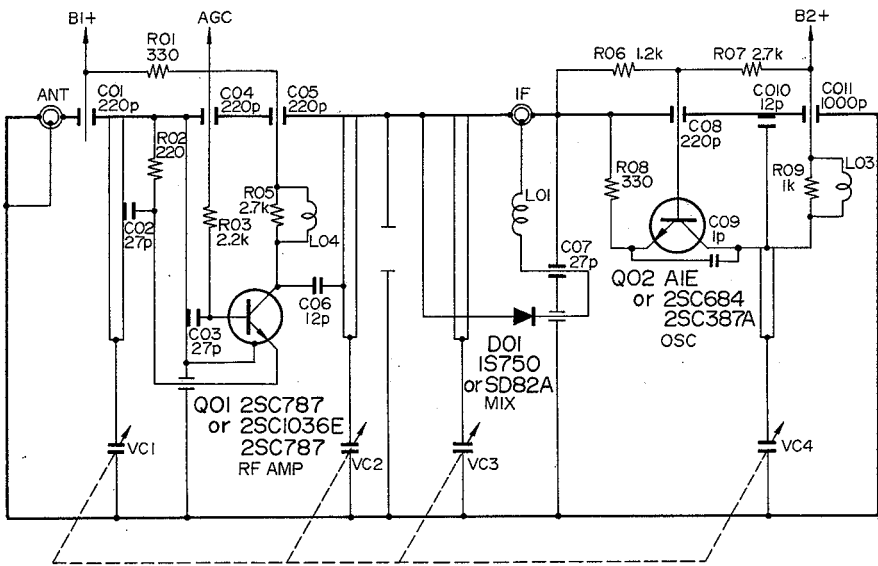 B1+
AGC
B2+
R01
330
R06 1.2k
R07 2.7k
ANT
C01
220p
C04
220p
C05
220p
IF
C08
220p
C010
12p
C011
1000p
R02
220
R08
330
R09
1k
L03
C02
27p
R03
2.2k
R05
2.7k
L04
L01
C09
1p
C07
27p
Q02 A1E
or 2SC684
2SC387A
OSC
C03
27p
C06
12p
D01
1S750
or SD82A
MIX
Q01 2SC787
or 2SC1036E
2SC787
RF AMP
VC1
VC2
VC3
VC4